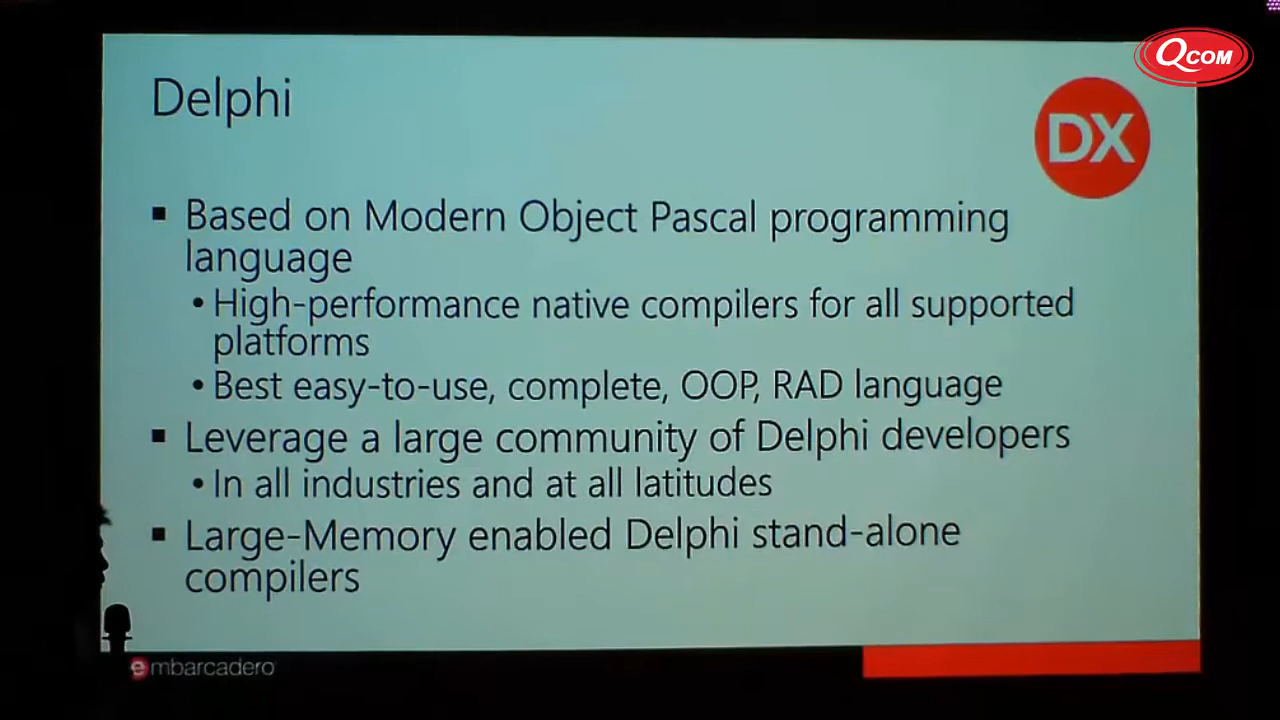 QCOM
Delphi
DX
▪ Based on Modern Object Pascal programming
language
• High-performance native compilers for all supported
platforms
• Best easy-to-use, complete, OOP, RAD language
▪ Leverage a large community of Delphi developers
• In all industries and at all latitudes
▪ Large-Memory enabled Delphi stand-alone
compilers
embarcadero